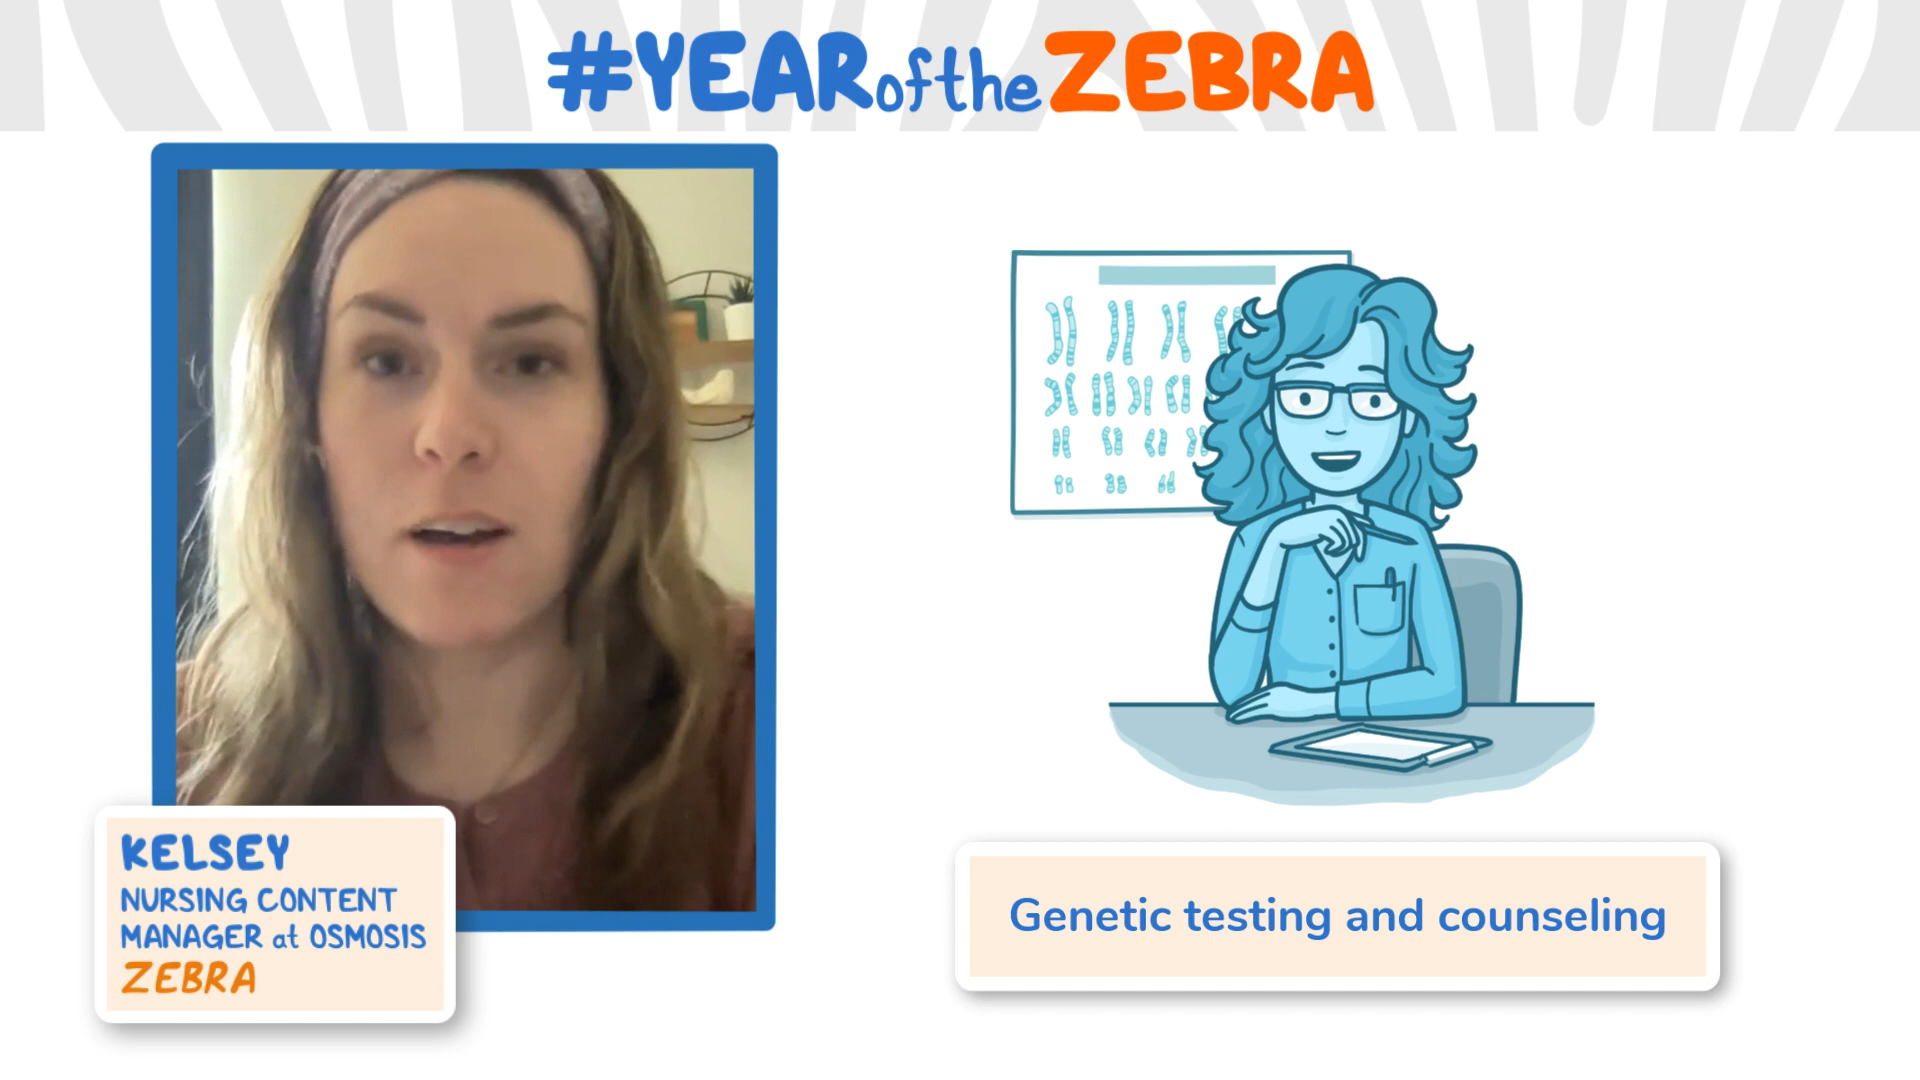 #YEARoftheZEBRA
KELSEY
NURSING CONTENT
MANAGER at OSMOSIS
ZEBRA
Genetic testing and counseling